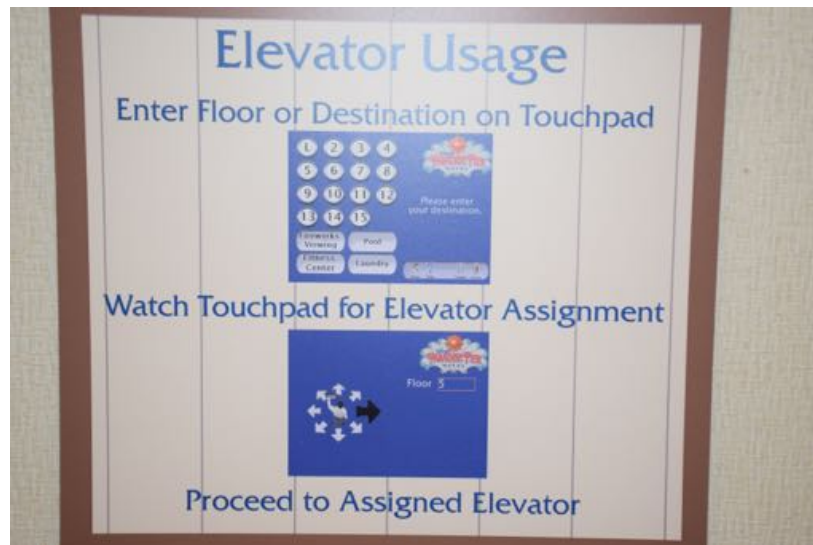 Elevator Usage
Enter Floor or Destination on Touchpad
1 2 3 4
5 6 7 8
9 10 11 12
13 14 15
Please enter
your destination.
Fireworks
Viewing
Pool
Fitness
Center
Laundry
Watch Touchpad for Elevator Assignment
Floor 5
Proceed to Assigned Elevator